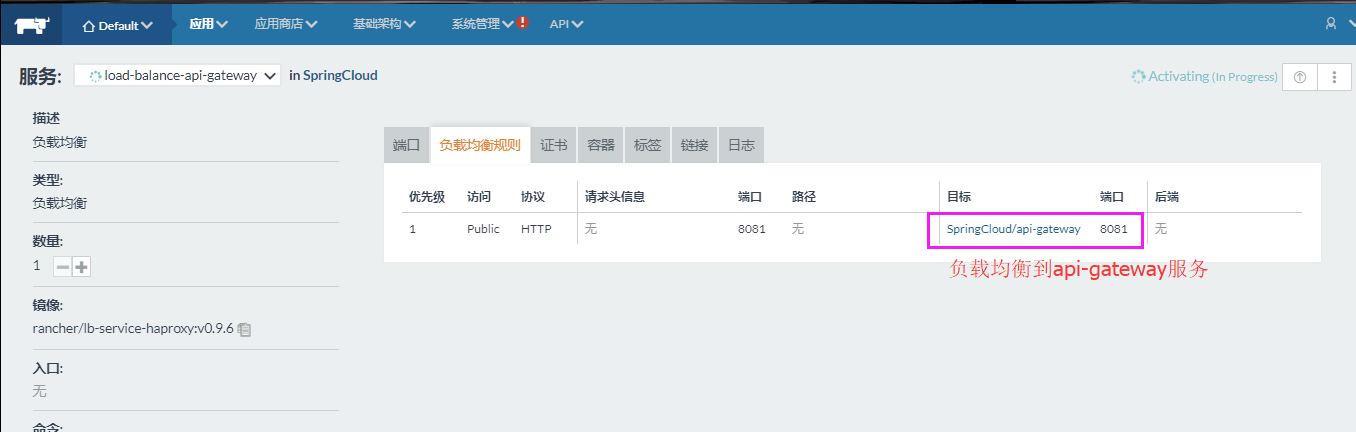 Default 应用 应用商店 基础架构 系统管理 ! API
服务: load-balance-api-gateway in SpringCloud Activating (In Progress)
描述
负载均衡
类型:
负载均衡
数量:
1
镜像:
rancher/lb-service-haproxy:v0.9.6
入口:
无
命令:
端口 负载均衡规则 证书 容器 标签 链接 日志
优先级 访问 协议 请求头信息 端口 路径 目标 端口 后端
1 Public HTTP 无 8081 无 SpringCloud/api-gateway 8081 无
负载均衡到api-gateway服务